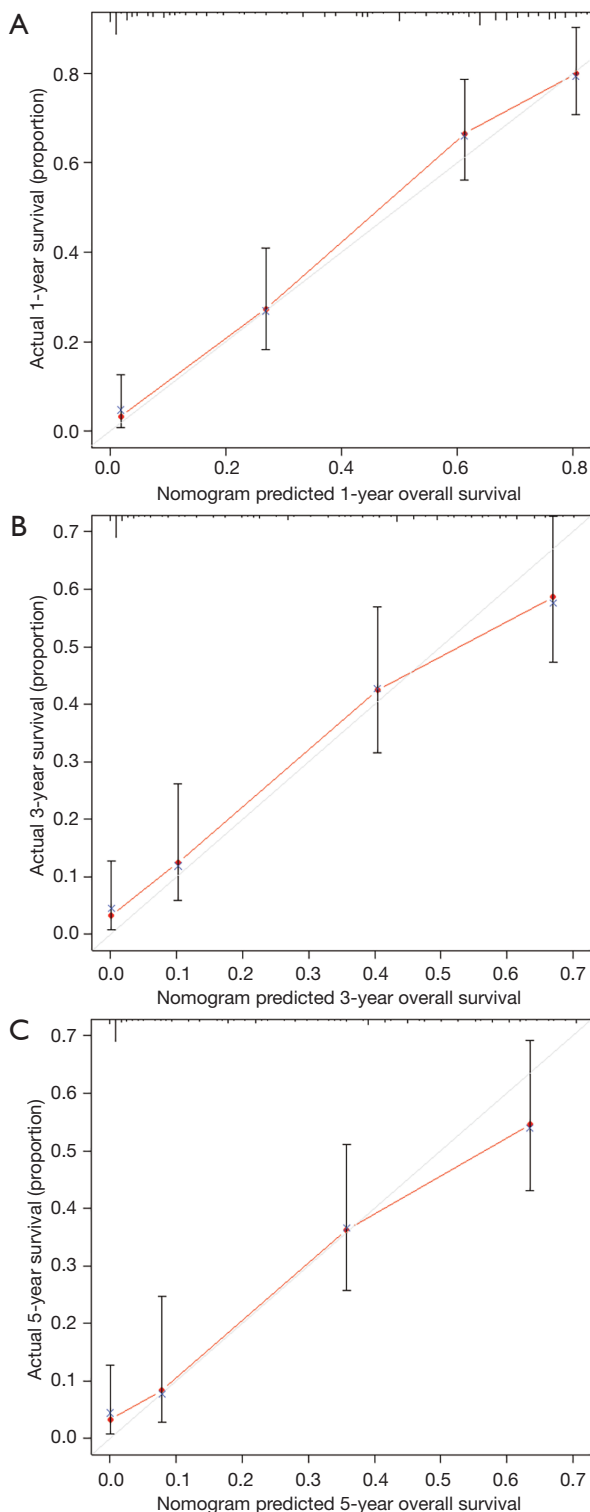 A
Actual 1-year survival (proportion)
0.8
0.6
0.4
0.2
0.0
0.0 0.2 0.4 0.6 0.8
Nomogram predicted 1-year overall survival
B
Actual 3-year survival (proportion)
0.7
0.6
0.5
0.4
0.3
0.2
0.1
0.0
0.0 0.1 0.2 0.3 0.4 0.5 0.6 0.7
Nomogram predicted 3-year overall survival
C
Actual 5-year survival (proportion)
0.7
0.6
0.5
0.4
0.3
0.2
0.1
0.0
0.0 0.1 0.2 0.3 0.4 0.5 0.6 0.7
Nomogram predicted 5-year overall survival